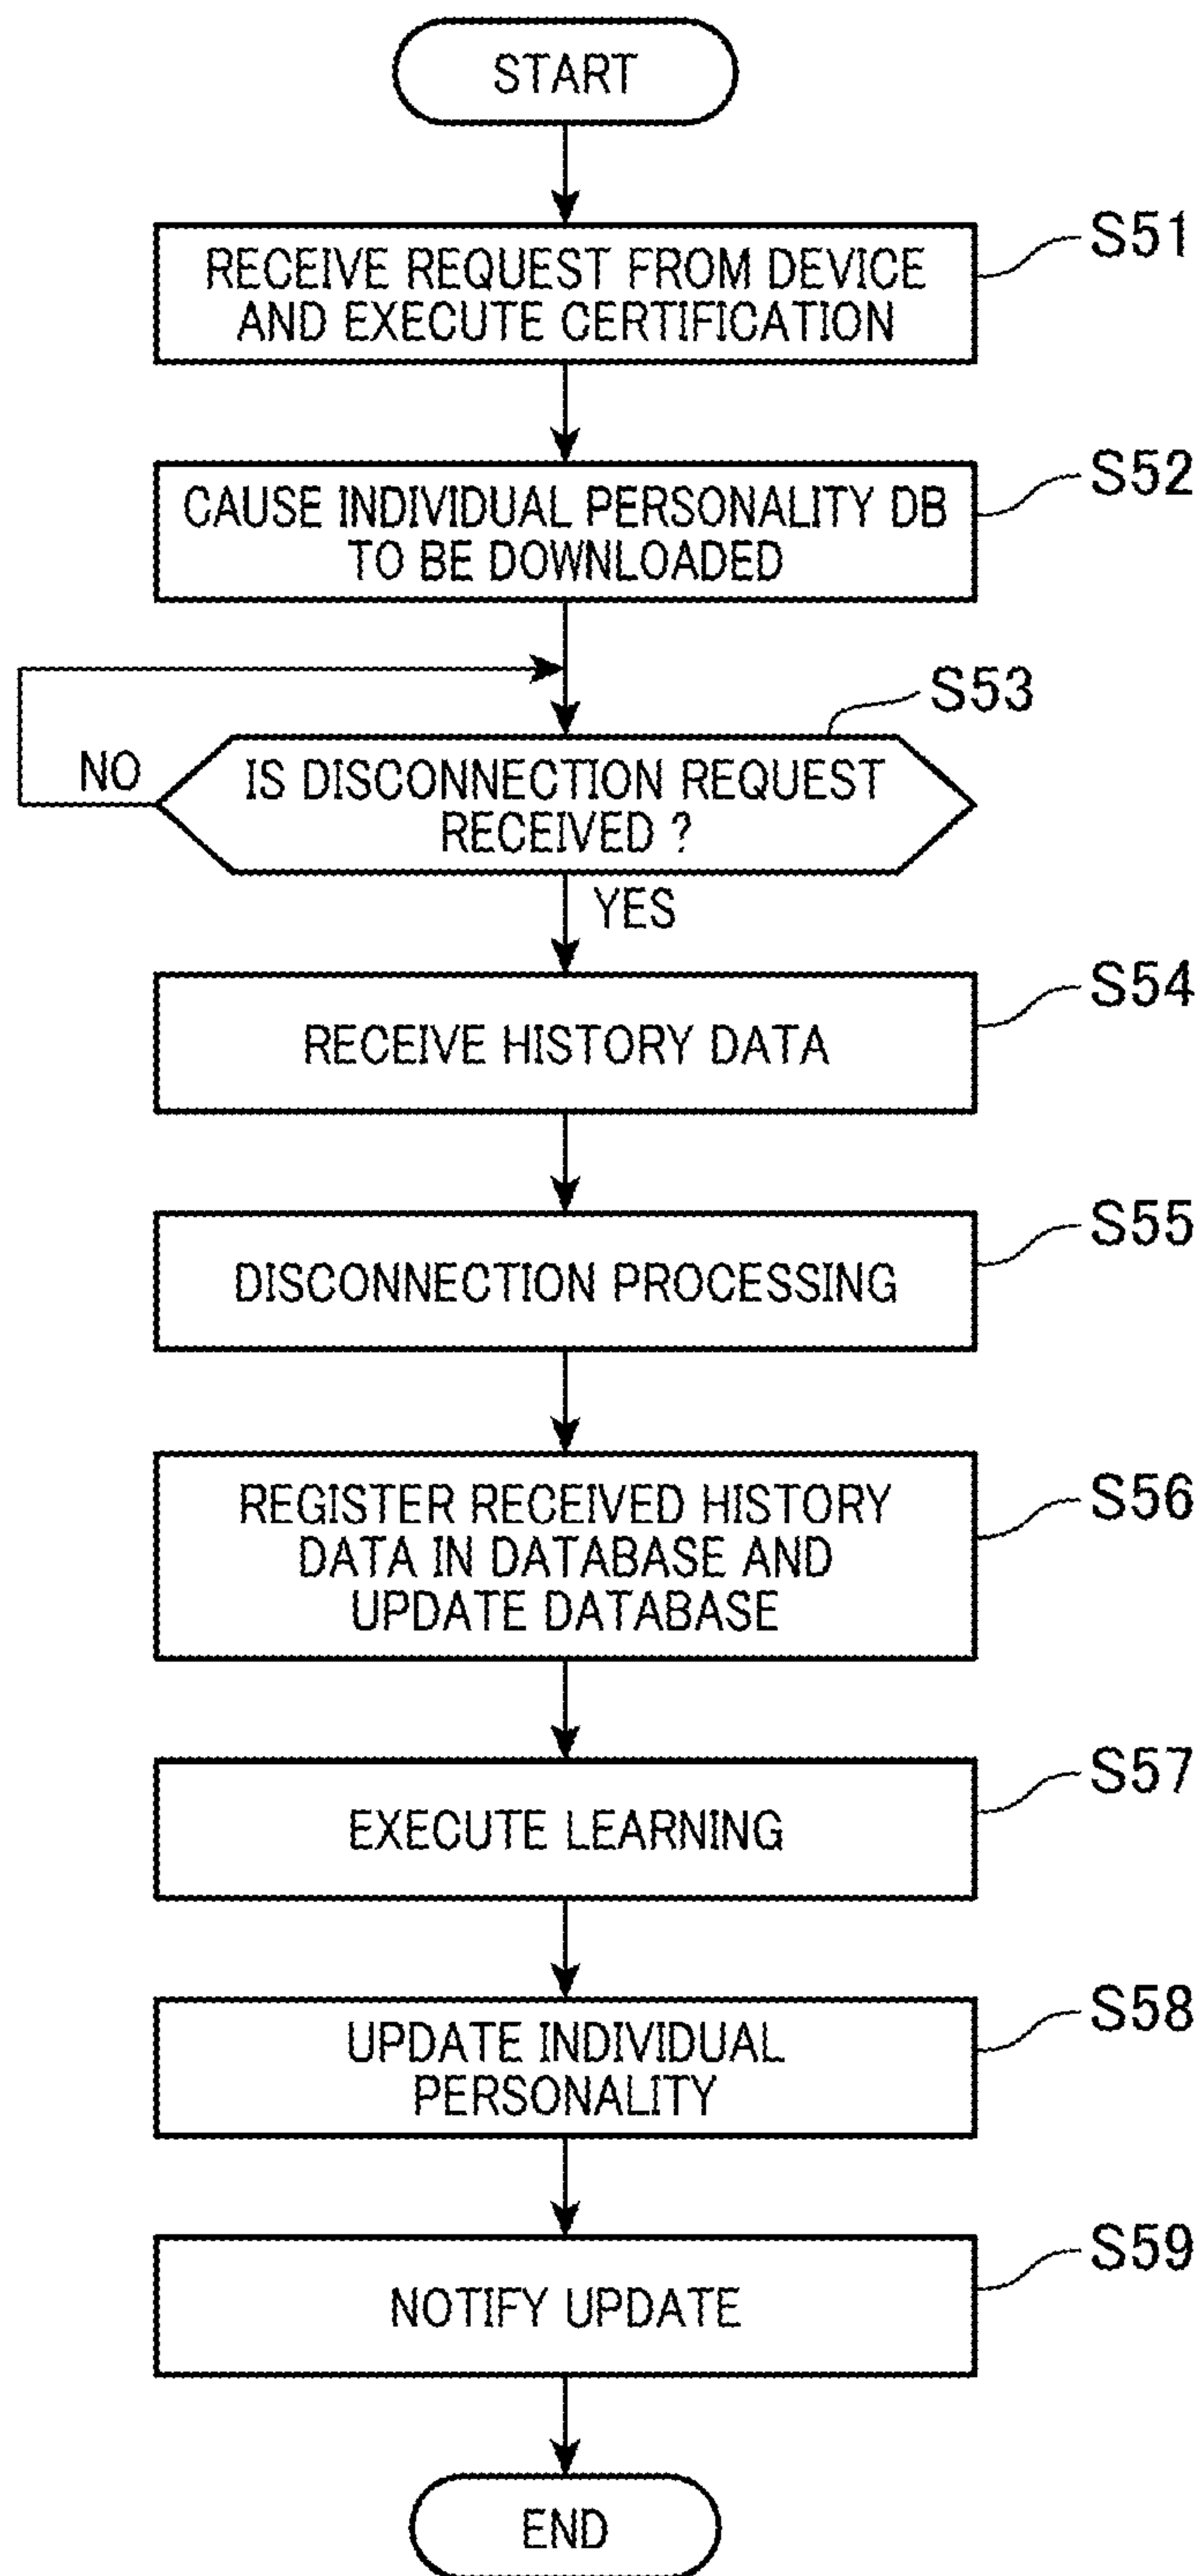 START
S51
RECEIVE REQUEST FROM DEVICE
AND EXECUTE CERTIFICATION
S52
CAUSE INDIVIDUAL PERSONALITY DB
TO BE DOWNLOADED
S53
NO
IS DISCONNECTION REQUEST
RECEIVED ?
YES
S54
RECEIVE HISTORY DATA
S55
DISCONNECTION PROCESSING
S56
REGISTER RECEIVED HISTORY
DATA IN DATABASE AND
UPDATE DATABASE
S57
EXECUTE LEARNING
S58
UPDATE INDIVIDUAL
PERSONALITY
S59
NOTIFY UPDATE
END